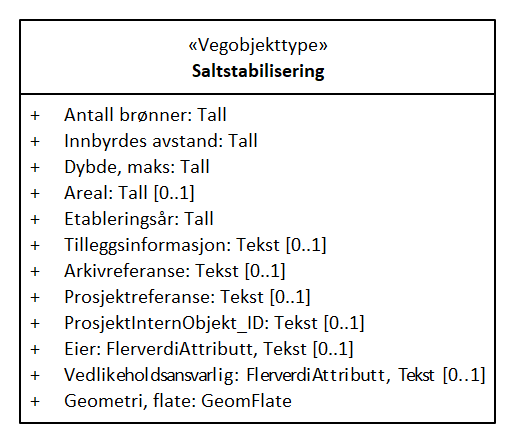 «Vegobjekttype»
Saltstabilisering
+ Antall brønner: Tall
+ Innbyrdes avstand: Tall
+ Dybde, maks: Tall
+ Areal: Tall [0..1]
+ Etableringsår: Tall
+ Tilleggsinformasjon: Tekst [0..1]
+ Arkivreferanse: Tekst [0..1]
+ Prosjektreferanse: Tekst [0..1]
+ ProsjektInternObjekt_ID: Tekst [0..1]
+ Eier: FlerverdiAttributt, Tekst [0..1]
+ Vedlikeholdsansvarlig: FlerverdiAttributt, Tekst [0..1]
+ Geometri, flate: GeomFlate